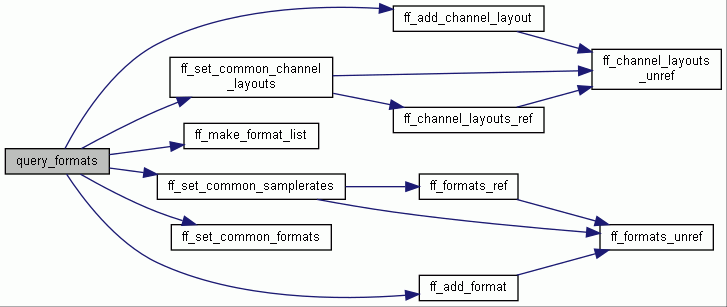 ff_add_channel_layout
ff_set_common_channel
_layouts
ff_channel_layouts
_unref
ff_channel_layouts_ref
ff_make_format_list
query_formats
ff_set_common_samplerates
ff_formats_ref
ff_set_common_formats
ff_formats_unref
ff_add_format